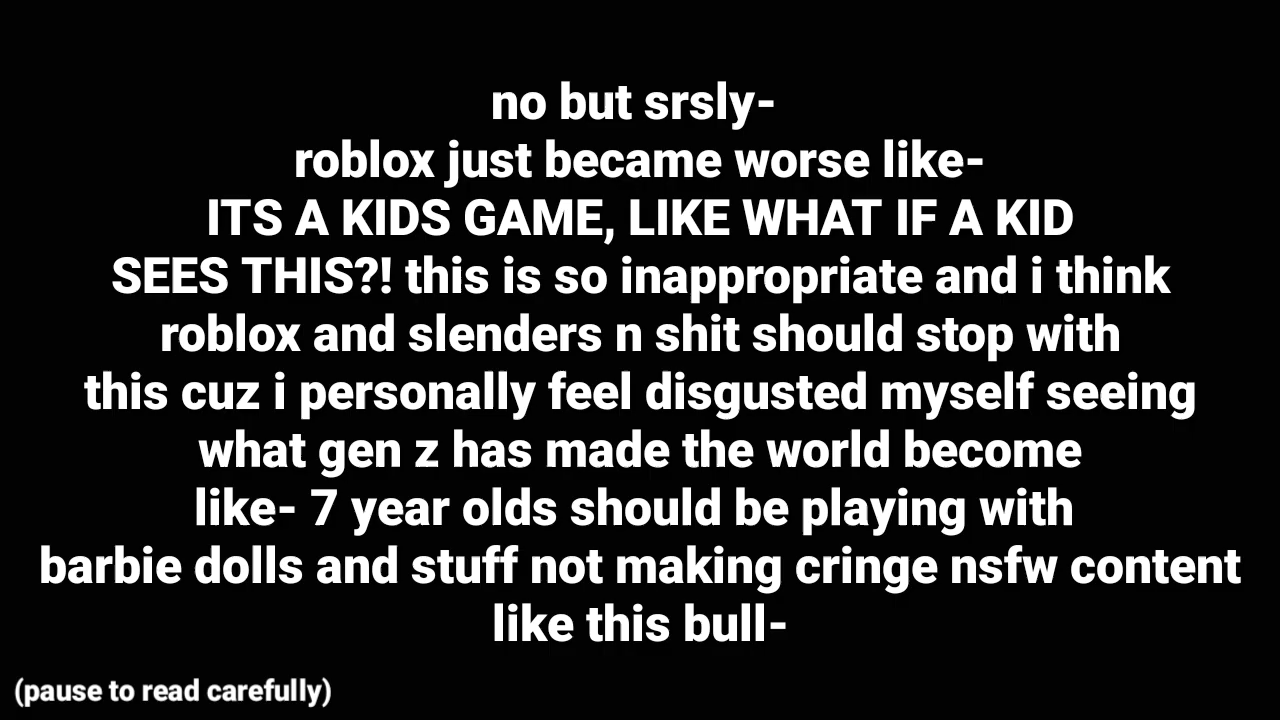 no but srsly-
roblox just became worse like-
ITS A KIDS GAME, LIKE WHAT IF A KID
SEES THIS?! this is so inappropriate and i think
roblox and slenders n shit should stop with
this cuz i personally feel disgusted myself seeing
what gen z has made the world become
like- 7 year olds should be playing with
barbie dolls and stuff not making cringe nsfw content
like this bull-
(pause to read carefully)